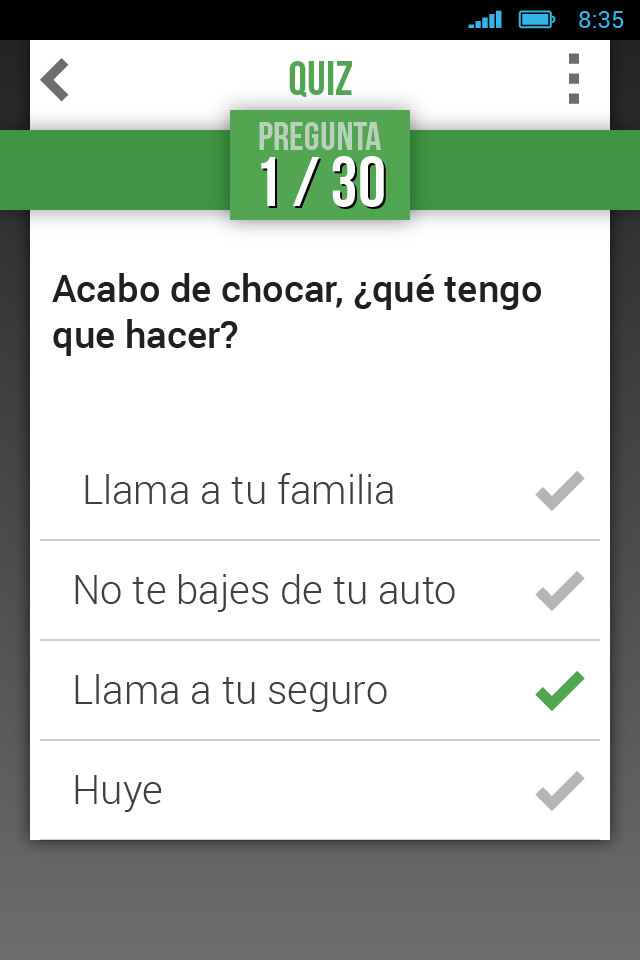 8:35
QUIZ
PREGUNTA
1 / 30
Acabo de chocar, ¿qué tengo
que hacer?
Llama a tu familia
No te bajes de tu auto
Llama a tu seguro
Huye